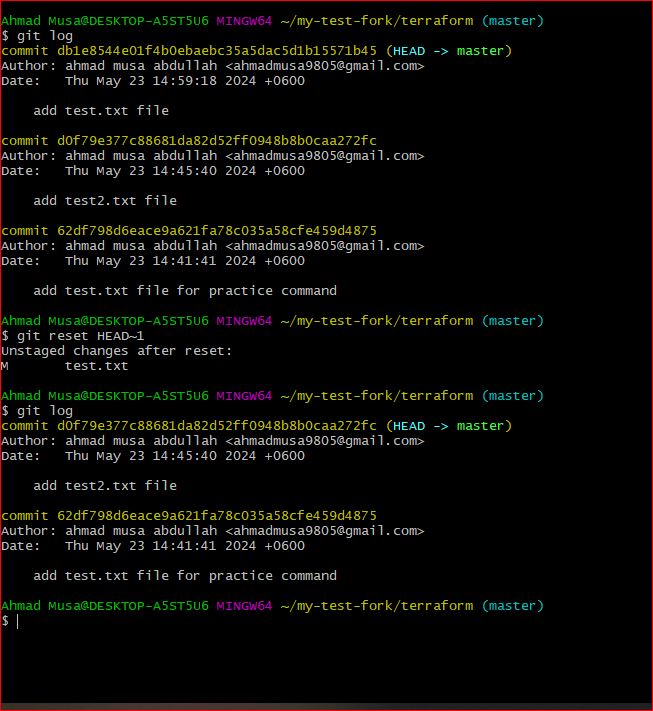 Ahmad Musa@DESKTOP-A5ST5U6 MINGW64 ~/my-test-fork/terraform (master)
$ git log
commit db1e8544e01f4b0ebaebc35a5dac5d1b15571b45 (HEAD -> master)
Author: ahmad musa abdullah <ahmadmusa9805@gmail.com>
Date:   Thu May 23 14:59:18 2024 +0600
    add test.txt file
commit d0f79e377c88681da82d52ff0948b8b0caa272fc
Author: ahmad musa abdullah <ahmadmusa9805@gmail.com>
Date:   Thu May 23 14:45:40 2024 +0600
    add test2.txt file
commit 62df798d6eace9a621fa78c035a58cfe459d4875
Author: ahmad musa abdullah <ahmadmusa9805@gmail.com>
Date:   Thu May 23 14:41:41 2024 +0600
    add test.txt file for practice command
Ahmad Musa@DESKTOP-A5ST5U6 MINGW64 ~/my-test-fork/terraform (master)
$ git reset HEAD~1
Unstaged changes after reset:
M       test.txt
Ahmad Musa@DESKTOP-A5ST5U6 MINGW64 ~/my-test-fork/terraform (master)
$ git log
commit d0f79e377c88681da82d52ff0948b8b0caa272fc (HEAD -> master)
Author: ahmad musa abdullah <ahmadmusa9805@gmail.com>
Date:   Thu May 23 14:45:40 2024 +0600
    add test2.txt file
commit 62df798d6eace9a621fa78c035a58cfe459d4875
Author: ahmad musa abdullah <ahmadmusa9805@gmail.com>
Date:   Thu May 23 14:41:41 2024 +0600
    add test.txt file for practice command
Ahmad Musa@DESKTOP-A5ST5U6 MINGW64 ~/my-test-fork/terraform (master)
$